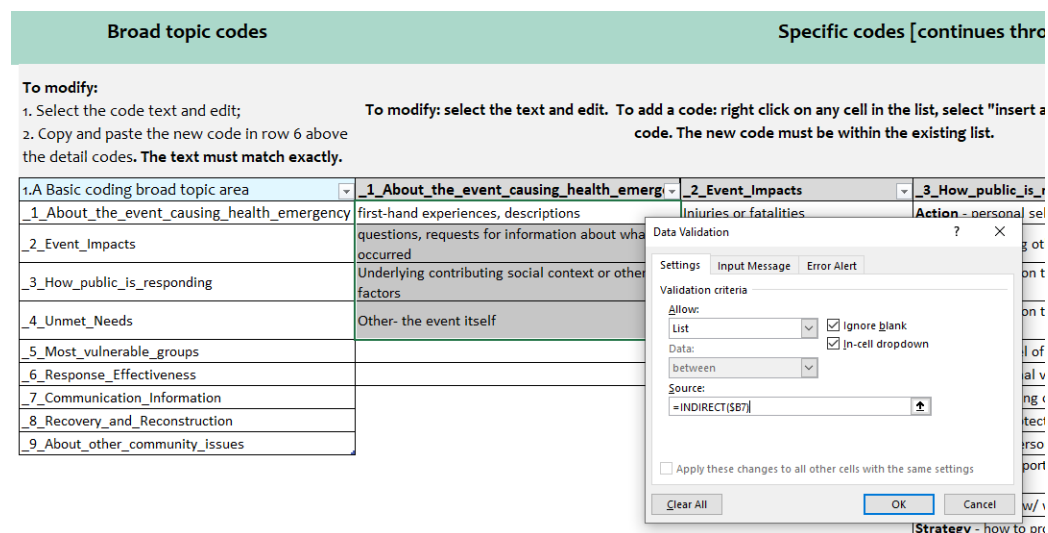 Broad topic codes
Specific codes [continues thro
To modify:
1. Select the code text and edit;
2. Copy and paste the new code in row 6 above
the detail codes. The text must match exactly.
To modify: select the text and edit.  To add a code: right click on any cell in the list, select "insert a
code. The new code must be within the existing list.
1.A Basic coding broad topic area
_1_About_the_event_causing_health_emerg
_2_Event_Impacts
_3_How_public_is_r
_1_About_the_event_causing_health_emergency
first-hand experiences, descriptions
Injuries or fatalities
Action - personal sel
_2_Event_Impacts
questions, requests for information about wha
occurred
_3_How_public_is_responding
Underlying contributing social context or other
factors
_4_Unmet_Needs
Other- the event itself
_5_Most_vulnerable_groups
_6_Response_Effectiveness
_7_Communication_Information
_8_Recovery_and_Reconstruction
_9_About_other_community_issues
Data Validation
?
Settings
Input Message
Error Alert
Validation criteria
Allow:
List
Ignore blank
In-cell dropdown
Data:
between
Source:
=INDIRECT($B7)
Apply these changes to all other cells with the same settings
Clear All
OK
Cancel
w/
Strategy - how to pro